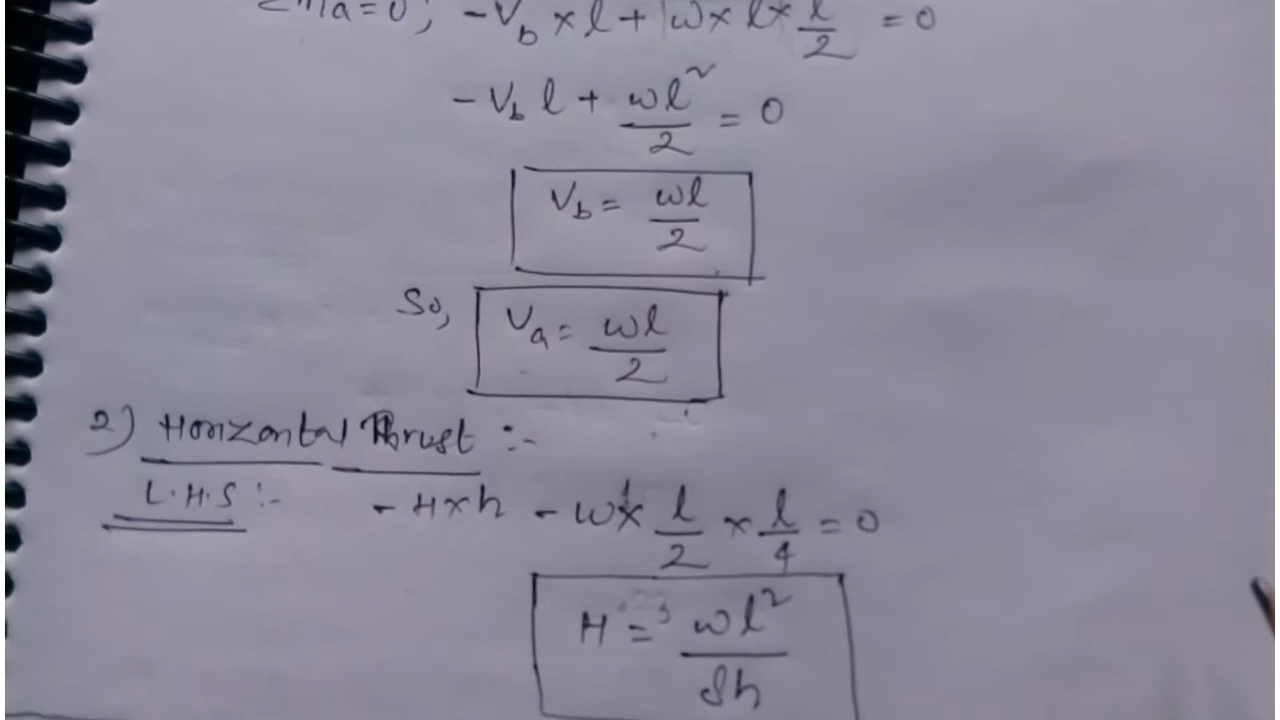 Σma=0; -Vb × l + w × l × l/2 = 0
-Vb l + wl²/2 = 0
Vb = wl/2
So, Va = wl/2
2) Horizontal Thrust :-
L.H.S :- -H×h - w × l/2 × l/4 = 0
H = wl²/8h